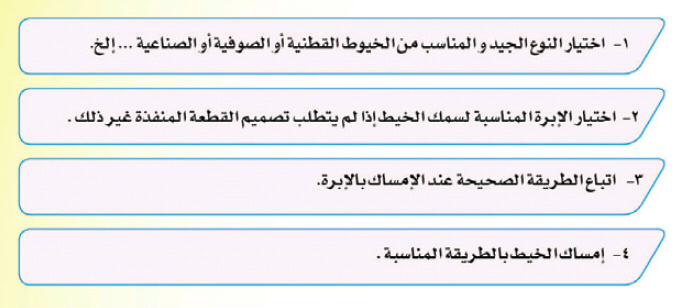 ١- اختيار النوع الجيد و المناسب من الخيوط القطنية أو الصوفية أو الصناعية ... إلخ.
٢- اختيار الإبرة المناسبة لسمك الخيط إذا لم يتطلب تصميم القطعة المنفذة غير ذلك .
٣- اتباع الطريقة الصحيحة عند الإمساك بالإبرة.
٤- إمساك الخيط بالطريقة المناسبة .